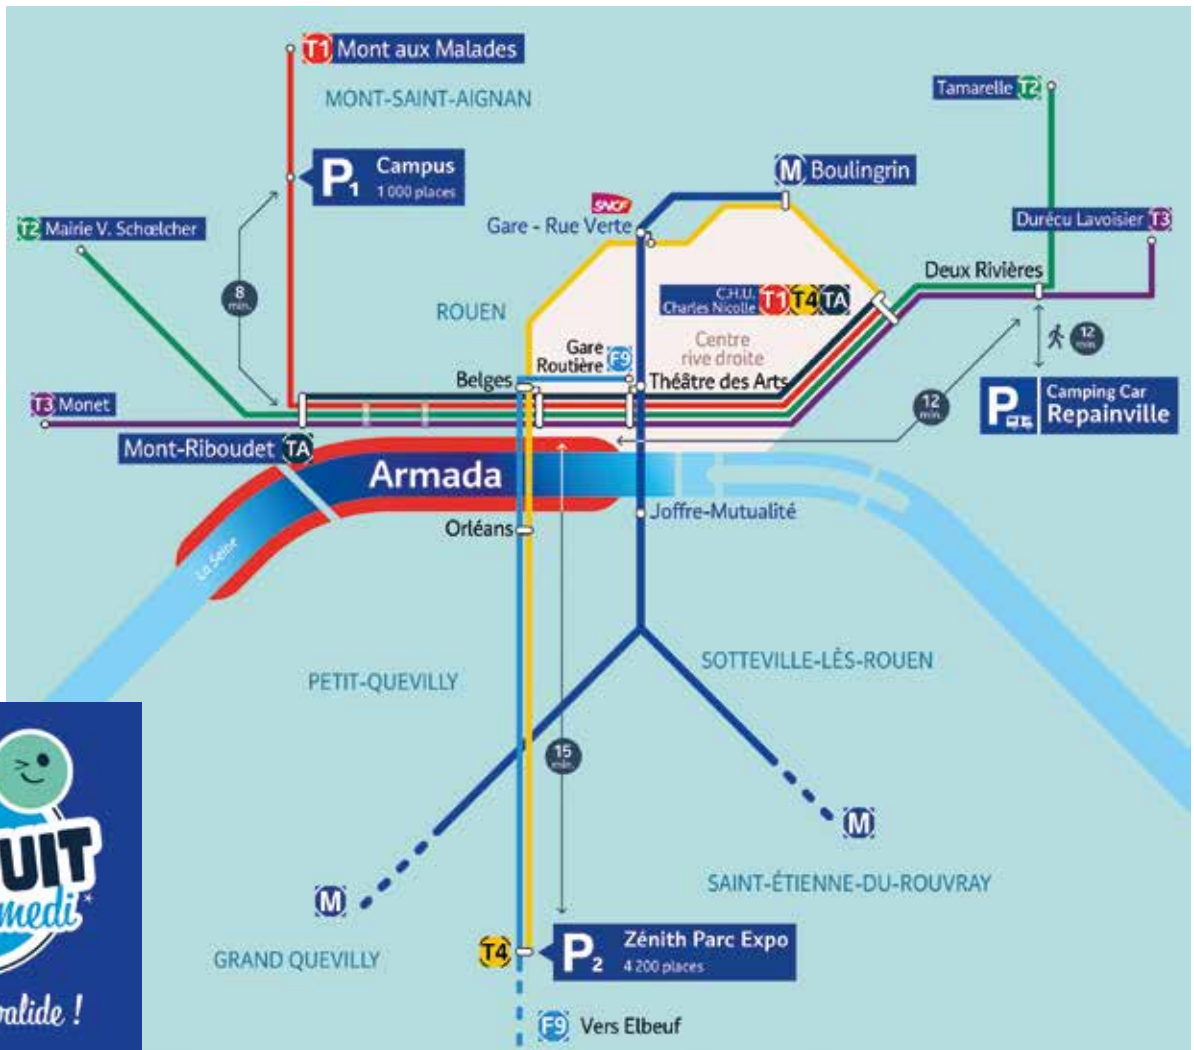 T1 Mont aux Malades
MONT-SAINT-AIGNAN
Tamarelle T2
P1 Campus
1 000 places
M Boulingrin
SNCF
Gare - Rue Verte
T2 Mairie V. Schœlcher
Durécu Lavoisier T3
Deux Rivières
8
min.
C.H.U.
Charles Nicolle T1 T4 TA
ROUEN
Centre
rive droite
Gare
Routière F9
12
min
Belges
Théâtre des Arts
T3 Monet
12
min.
P Camping Car
Repainville
Mont-Riboudet TA
Armada
Joffre-Mutualité
Orléans
La Seine
PETIT-QUEVILLY
SOTTEVILLE-LÈS-ROUEN
15
min.
UIT
medi*
M
M
SAINT-ÉTIENNE-DU-ROUVRAY
GRAND QUEVILLY
T4
P2 Zénith Parc Expo
4 200 places
alide !
F9 Vers Elbeuf